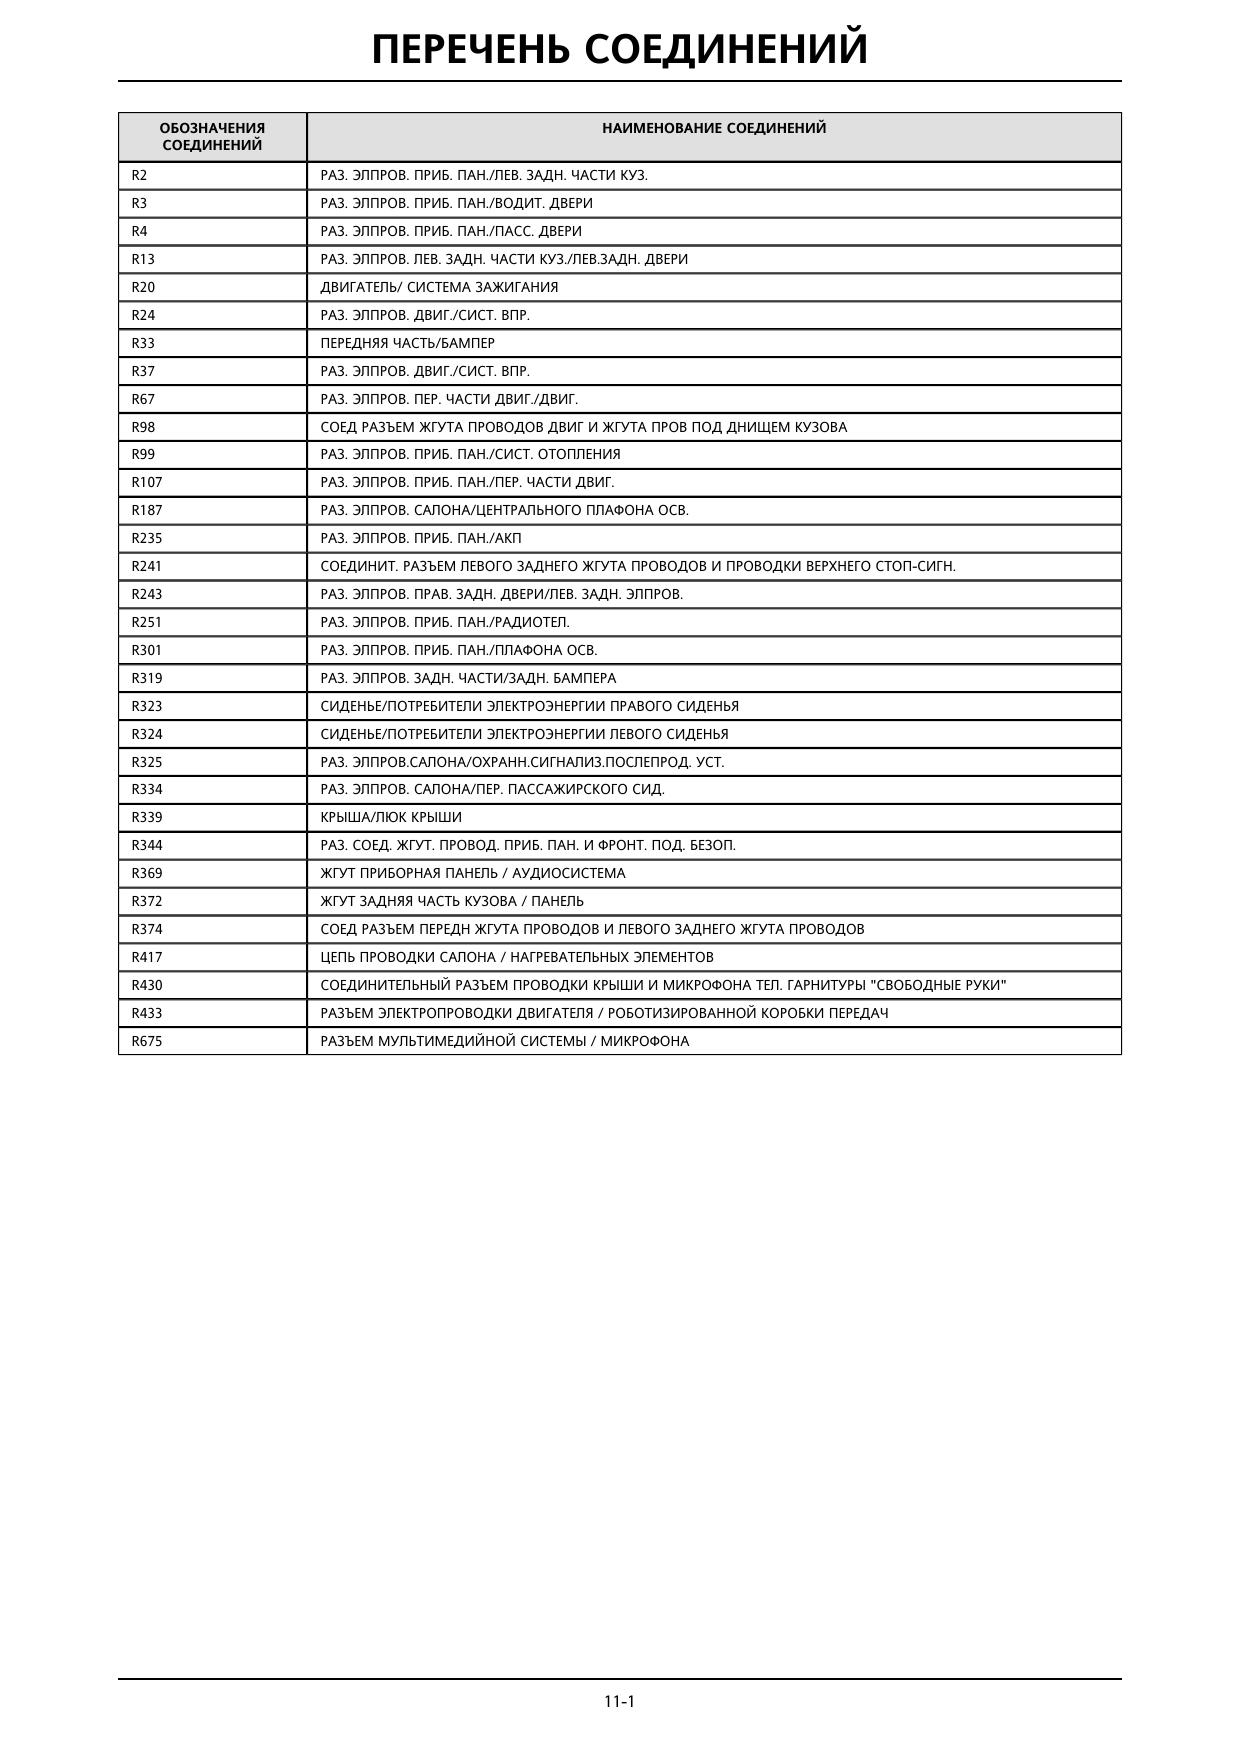 ПЕРЕЧЕНЬ СОЕДИНЕНИЙ
ОБОЗНАЧЕНИЯ СОЕДИНЕНИЙ НАИМЕНОВАНИЕ СОЕДИНЕНИЙ
R2 РАЗ. ЭЛПРОВ. ПРИБ. ПАН./ЛЕВ. ЗАДН. ЧАСТИ КУЗ.
R3 РАЗ. ЭЛПРОВ. ПРИБ. ПАН./ВОДИТ. ДВЕРИ
R4 РАЗ. ЭЛПРОВ. ПРИБ. ПАН./ПАСС. ДВЕРИ
R13 РАЗ. ЭЛПРОВ. ЛЕВ. ЗАДН. ЧАСТИ КУЗ./ЛЕВ.ЗАДН. ДВЕРИ
R20 ДВИГАТЕЛЬ/ СИСТЕМА ЗАЖИГАНИЯ
R24 РАЗ. ЭЛПРОВ. ДВИГ./СИСТ. ВПР.
R33 ПЕРЕДНЯЯ ЧАСТЬ/БАМПЕР
R37 РАЗ. ЭЛПРОВ. ДВИГ./СИСТ. ВПР.
R67 РАЗ. ЭЛПРОВ. ПЕР. ЧАСТИ ДВИГ./ДВИГ.
R98 СОЕД РАЗЪЕМ ЖГУТА ПРОВОДОВ ДВИГ И ЖГУТА ПРОВ ПОД ДНИЩЕМ КУЗОВА
R99 РАЗ. ЭЛПРОВ. ПРИБ. ПАН./СИСТ. ОТОПЛЕНИЯ
R107 РАЗ. ЭЛПРОВ. ПРИБ. ПАН./ПЕР. ЧАСТИ ДВИГ.
R187 РАЗ. ЭЛПРОВ. САЛОНА/ЦЕНТРАЛЬНОГО ПЛАФОНА ОСВ.
R235 РАЗ. ЭЛПРОВ. ПРИБ. ПАН./АКП
R241 СОЕДИНИТ. РАЗЪЕМ ЛЕВОГО ЗАДНЕГО ЖГУТА ПРОВОДОВ И ПРОВОДКИ ВЕРХНЕГО СТОП-СИГН.
R243 РАЗ. ЭЛПРОВ. ПРАВ. ЗАДН. ДВЕРИ/ЛЕВ. ЗАДН. ЭЛПРОВ.
R251 РАЗ. ЭЛПРОВ. ПРИБ. ПАН./РАДИОТЕЛ.
R301 РАЗ. ЭЛПРОВ. ПРИБ. ПАН./ПЛАФОНА ОСВ.
R319 РАЗ. ЭЛПРОВ. ЗАДН. ЧАСТИ/ЗАДН. БАМПЕРА
R323 СИДЕНЬЕ/ПОТРЕБИТЕЛИ ЭЛЕКТРОЭНЕРГИИ ПРАВОГО СИДЕНЬЯ
R324 СИДЕНЬЕ/ПОТРЕБИТЕЛИ ЭЛЕКТРОЭНЕРГИИ ЛЕВОГО СИДЕНЬЯ
R325 РАЗ. ЭЛПРОВ.САЛОНА/ОХРАНН.СИГНАЛИЗ.ПОСЛЕПРОД. УСТ.
R334 РАЗ. ЭЛПРОВ. САЛОНА/ПЕР. ПАССАЖИРСКОГО СИД.
R339 КРЫША/ЛЮК КРЫШИ
R344 РАЗ. СОЕД. ЖГУТ. ПРОВОД. ПРИБ. ПАН. И ФРОНТ. ПОД. БЕЗОП.
R369 ЖГУТ ПРИБОРНАЯ ПАНЕЛЬ / АУДИОСИСТЕМА
R372 ЖГУТ ЗАДНЯЯ ЧАСТЬ КУЗОВА / ПАНЕЛЬ
R374 СОЕД РАЗЪЕМ ПЕРЕДН ЖГУТА ПРОВОДОВ И ЛЕВОГО ЗАДНЕГО ЖГУТА ПРОВОДОВ
R417 ЦЕПЬ ПРОВОДКИ САЛОНА / НАГРЕВАТЕЛЬНЫХ ЭЛЕМЕНТОВ
R430 СОЕДИНИТЕЛЬНЫЙ РАЗЪЕМ ПРОВОДКИ КРЫШИ И МИКРОФОНА ТЕЛ. ГАРНИТУРЫ "СВОБОДНЫЕ РУКИ"
R433 РАЗЪЕМ ЭЛЕКТРОПРОВОДКИ ДВИГАТЕЛЯ / РОБОТИЗИРОВАННОЙ КОРОБКИ ПЕРЕДАЧ
R675 РАЗЪЕМ МУЛЬТИМЕДИЙНОЙ СИСТЕМЫ / МИКРОФОНА
11-1